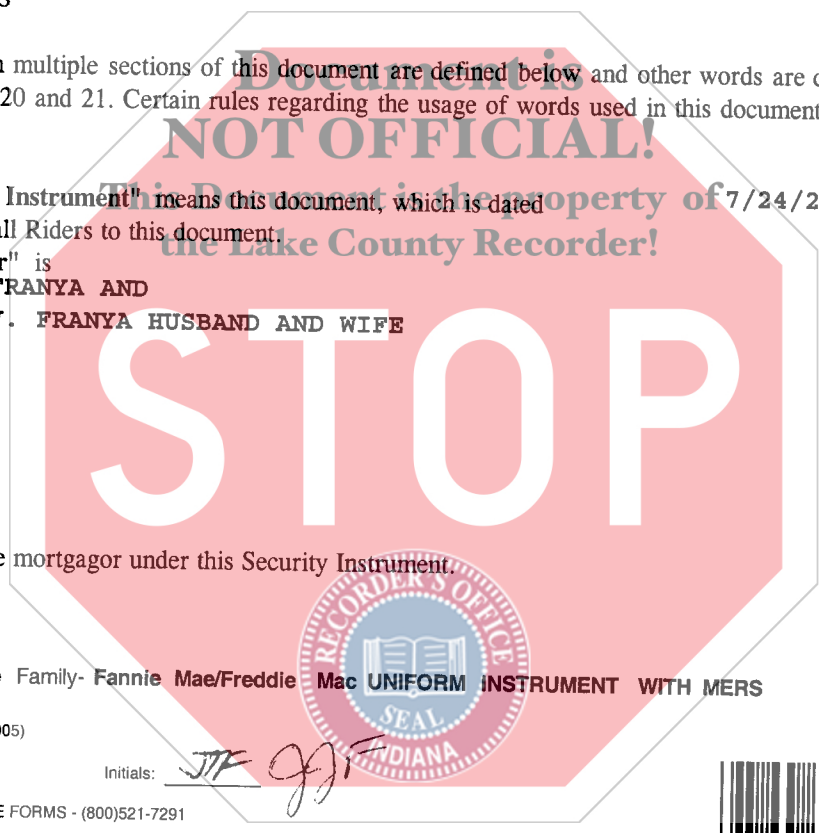 Document is
multiple sections of this document are defined below and other words are
20 and 21. Certain rules regarding the usage of words used in this document
NOT OFFICIAL!
Instrument" means this document, which is dated 7/24/2
This Document is the property of
all Riders to this document.
the Lake County Recorder!
r" is
FRANYA AND
. FRANYA HUSBAND AND WIFE
STOP
mortgagor under this Security Instrument.
RECORDER'S OFFICE
Family- Fannie Mae/Freddie Mac UNIFORM INSTRUMENT WITH MERS
SEAL
005)
INDIANA
Initials: JTF JJF
FORMS - (800)521-7291